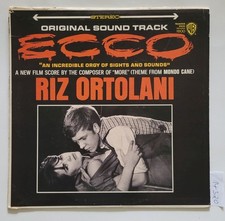 STEREO
ORIGINAL SOUND TRACK
ECCO
"AN INCREDIBLE ORGY OF SIGHTS AND SOUNDS"
A NEW FILM SCORE BY THE COMPOSER OF "MORE" (THEME FROM MONDO CANE)
RIZ ORTOLANI